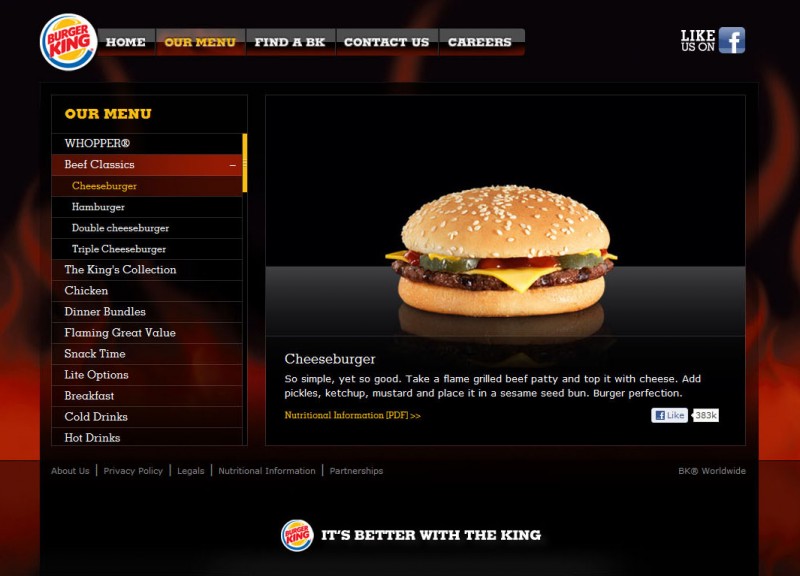 BURGER KING
HOME
OUR MENU
FIND A BK
CONTACT US
CAREERS
LIKE
US ON
f
OUR MENU
WHOPPER®
Beef Classics –
Cheeseburger
Hamburger
Double cheeseburger
Triple Cheeseburger
The King's Collection
Chicken
Dinner Bundles
Flaming Great Value
Snack Time
Lite Options
Breakfast
Cold Drinks
Hot Drinks
Cheeseburger
So simple, yet so good. Take a flame grilled beef patty and top it with cheese. Add
pickles, ketchup, mustard and place it in a sesame seed bun. Burger perfection.
Nutritional Information [PDF] >>
f Like 383k
About Us | Privacy Policy | Legals | Nutritional Information | Partnerships
BK® Worldwide
BURGER KING
IT'S BETTER WITH THE KING